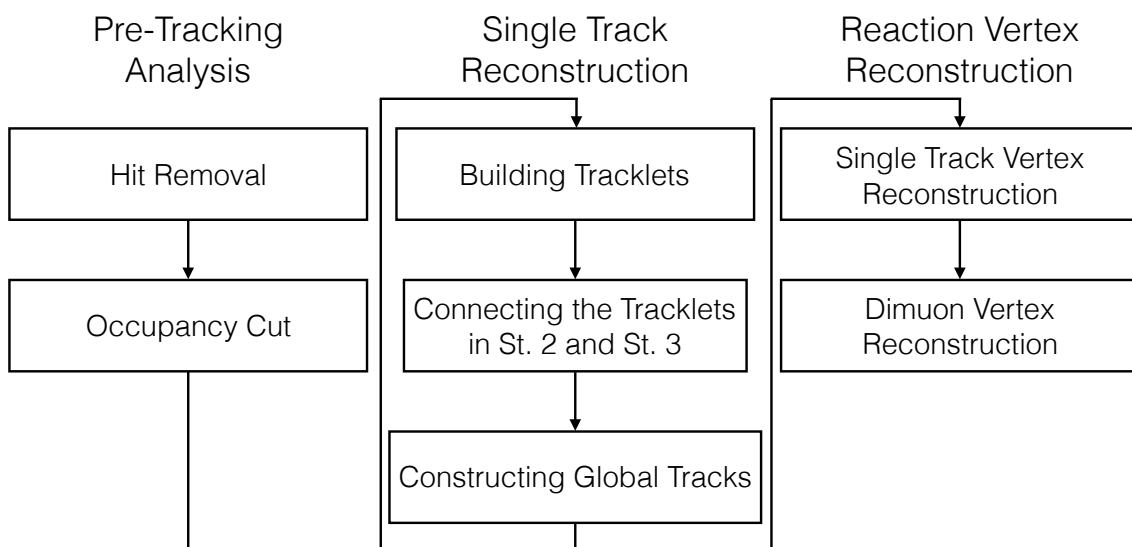 Pre-Tracking
Analysis
Hit Removal
Occupancy Cut
Single Track
Reconstruction
Building Tracklets
Connecting the Tracklets
in St. 2 and St. 3
Constructing Global Tracks
Reaction Vertex
Reconstruction
Single Track Vertex
Reconstruction
Dimuon Vertex
Reconstruction